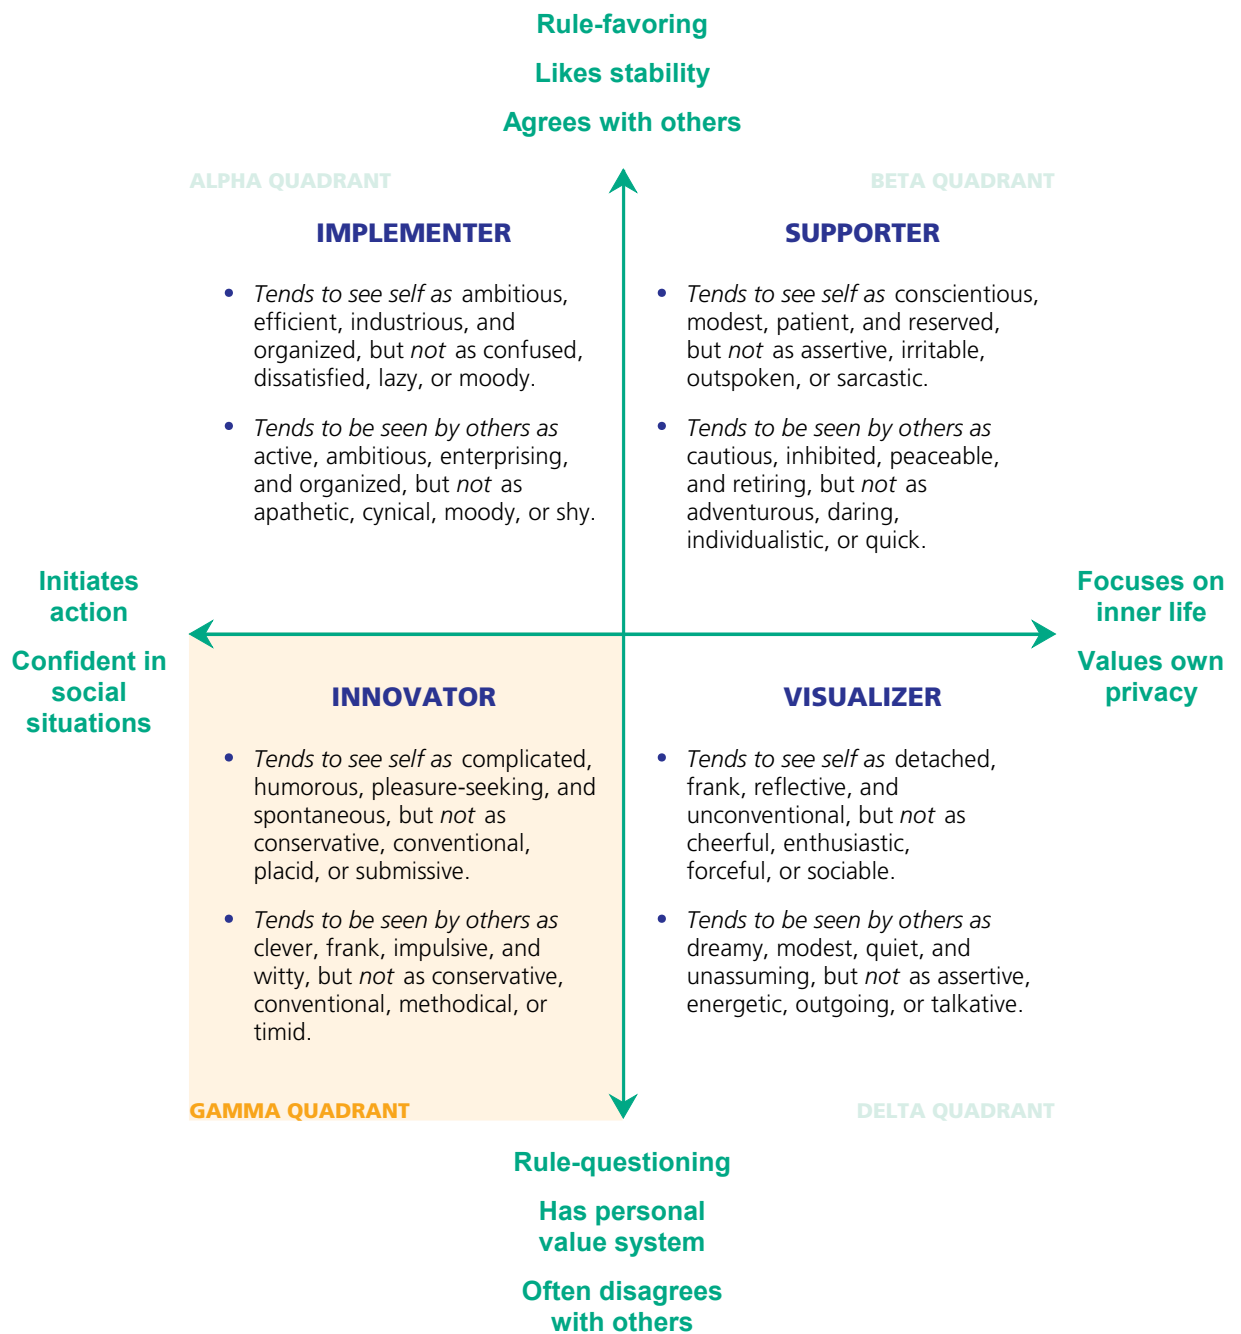 Rule-favoring
Likes stability
Agrees with others
ALPHA QUADRANT
BETA QUADRANT
IMPLEMENTER
• Tends to see self as ambitious,
efficient, industrious, and
organized, but not as confused,
dissatisfied, lazy, or moody.
• Tends to be seen by others as
active, ambitious, enterprising,
and organized, but not as
apathetic, cynical, moody, or shy.
SUPPORTER
• Tends to see self as conscientious,
modest, patient, and reserved,
but not as assertive, irritable,
outspoken, or sarcastic.
• Tends to be seen by others as
cautious, inhibited, peaceable,
and retiring, but not as
adventurous, daring,
individualistic, or quick.
Initiates
action
Confident in
social
situations
Focuses on
inner life
Values own
privacy
INNOVATOR
• Tends to see self as complicated,
humorous, pleasure-seeking, and
spontaneous, but not as
conservative, conventional,
placid, or submissive.
• Tends to be seen by others as
clever, frank, impulsive, and
witty, but not as conservative,
conventional, methodical, or
timid.
VISUALIZER
• Tends to see self as detached,
frank, reflective, and
unconventional, but not as
cheerful, enthusiastic,
forceful, or sociable.
• Tends to be seen by others as
dreamy, modest, quiet, and
unassuming, but not as assertive,
energetic, outgoing, or talkative.
GAMMA QUADRANT
DELTA QUADRANT
Rule-questioning
Has personal
value system
Often disagrees
with others